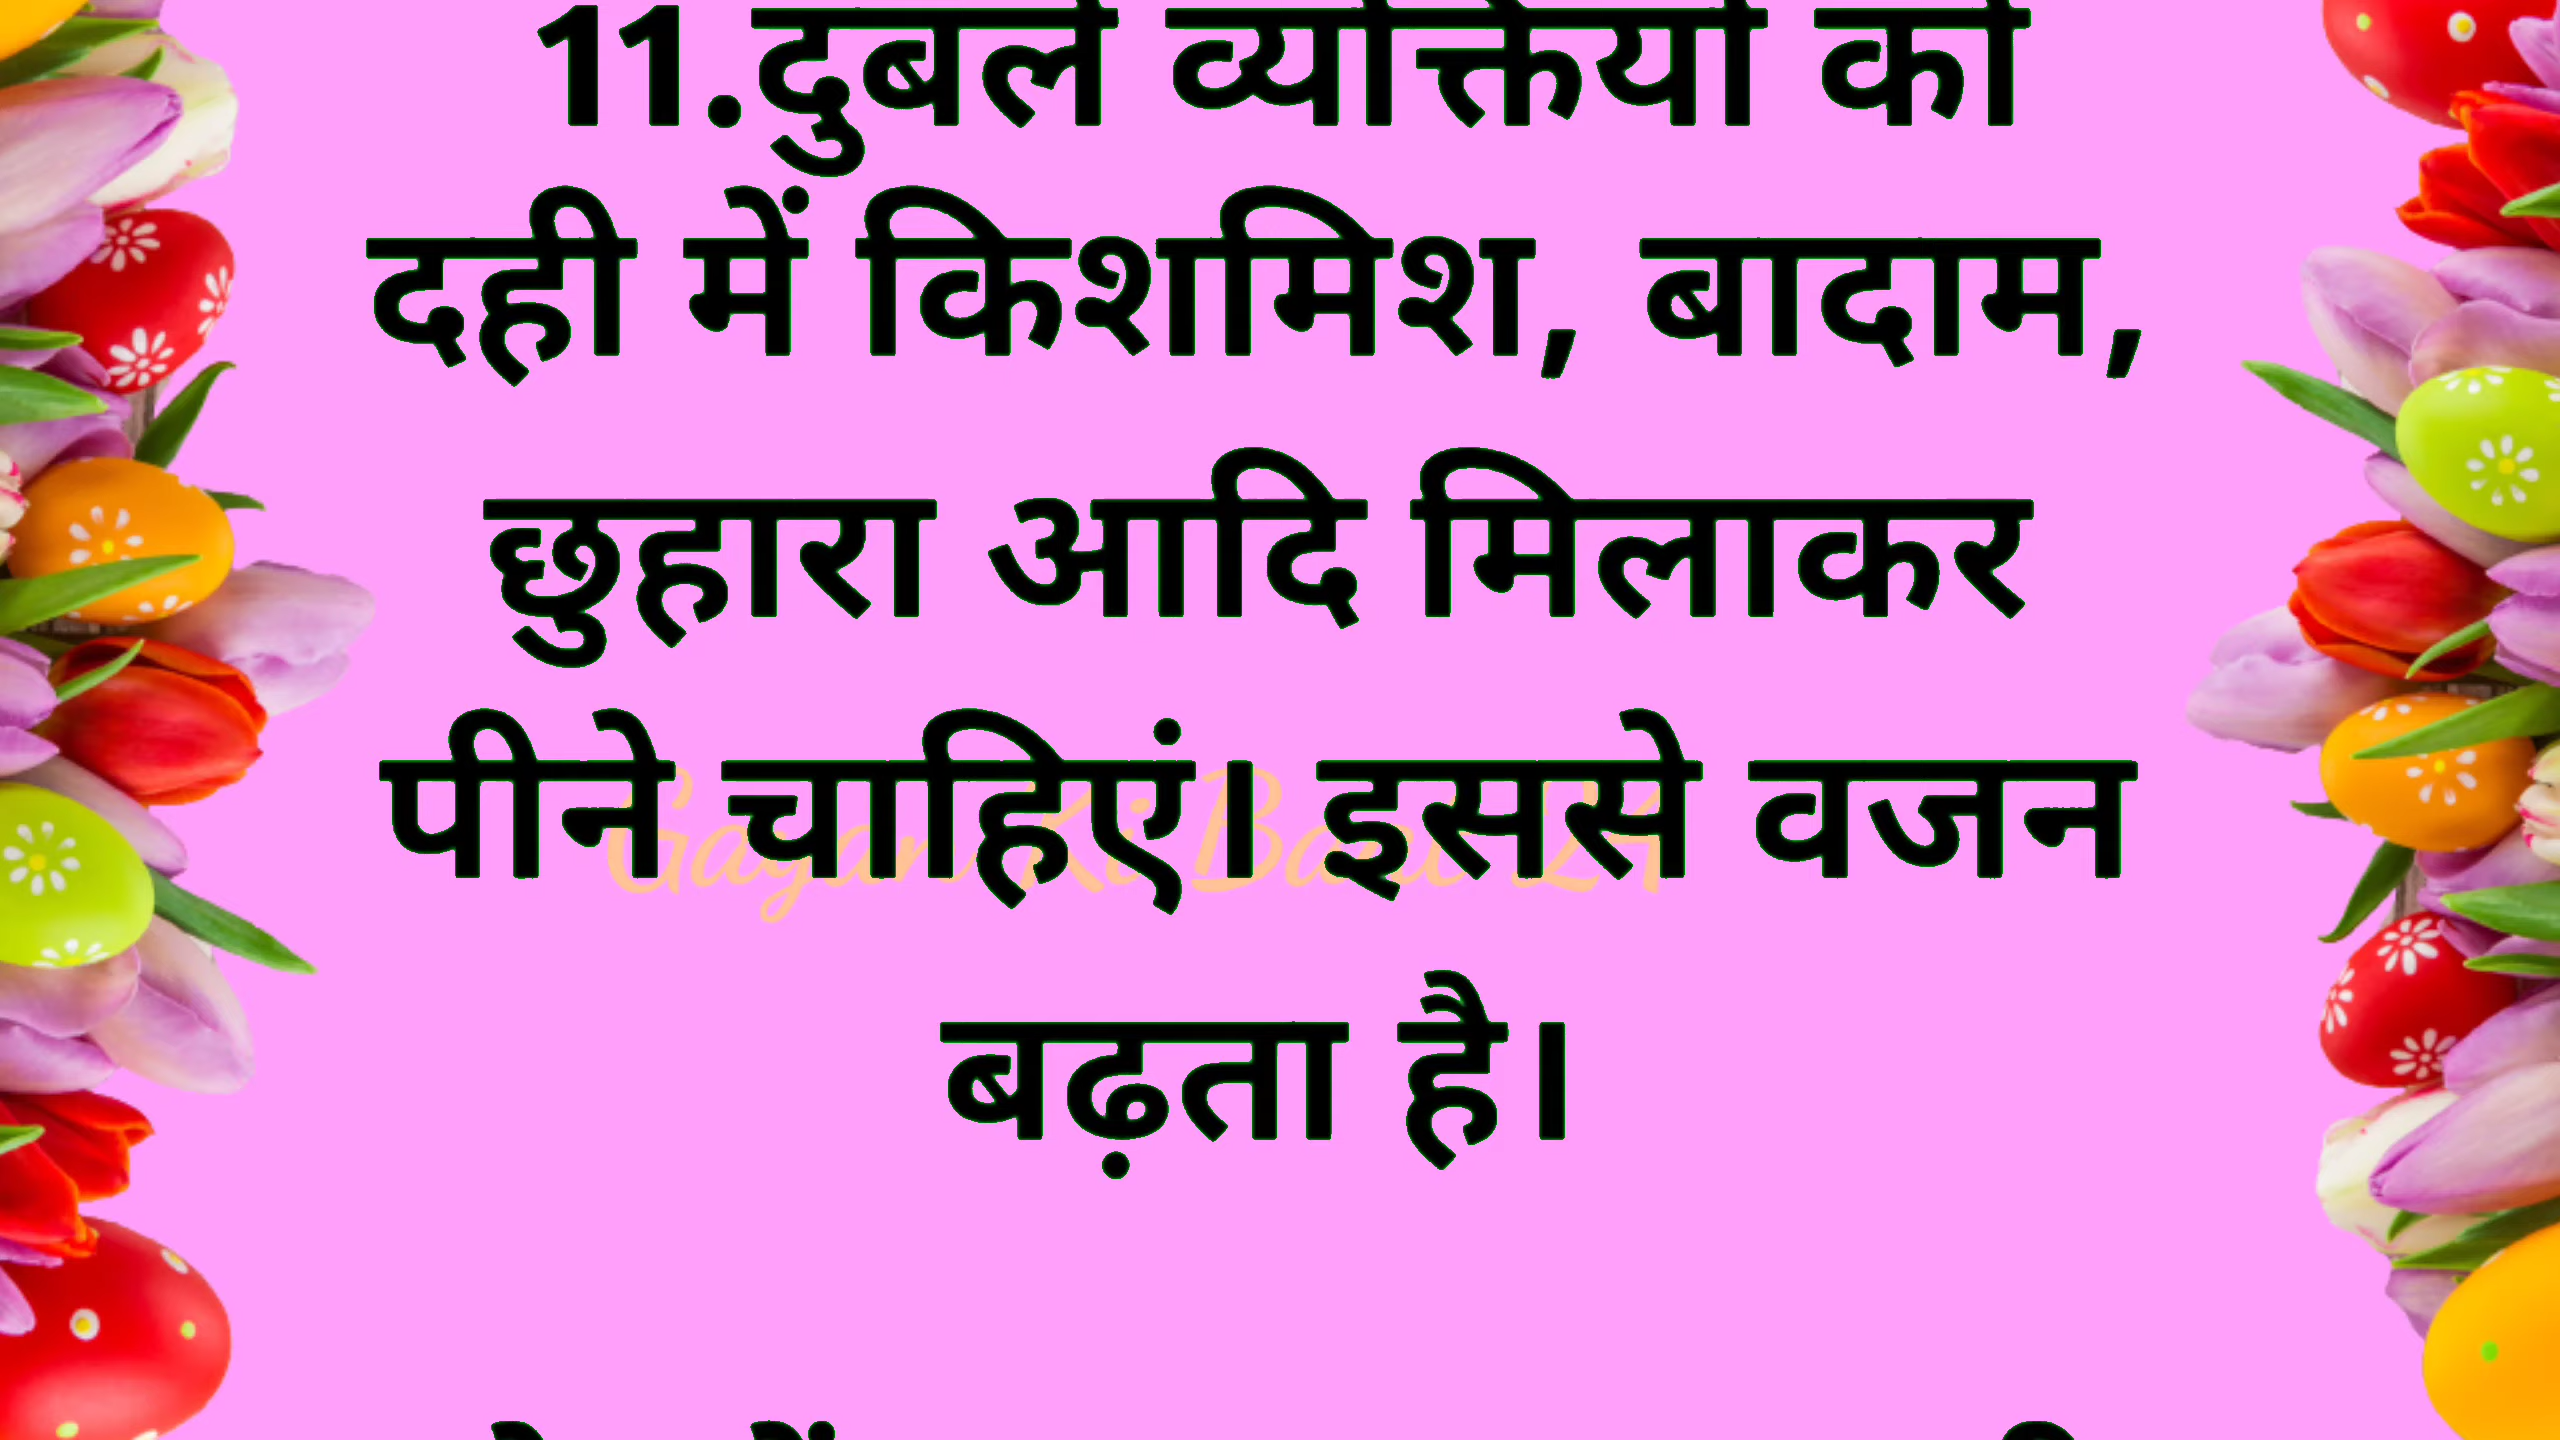 11.दुबले व्यक्तियों को
दही में किशमिश, बादाम,
छुहारा आदि मिलाकर
पीने चाहिएं। इससे वजन
बढ़ता है।